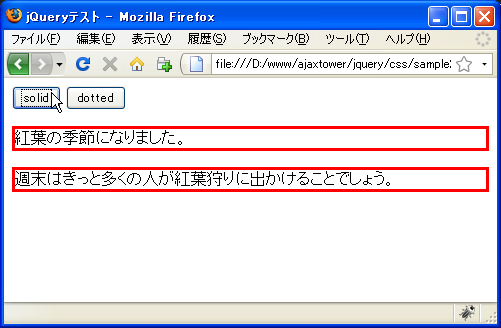 jQueryテスト - Mozilla Firefox
ファイル(F) 編集(E) 表示(V) 履歴(S) ブックマーク(B) ツール(T) ヘルプ(H)
file:///D:/www/ajaxtower/jquery/css/sample
solid dotted
紅葉の季節になりました。
週末はきっと多くの人が紅葉狩りに出かけることでしょう。